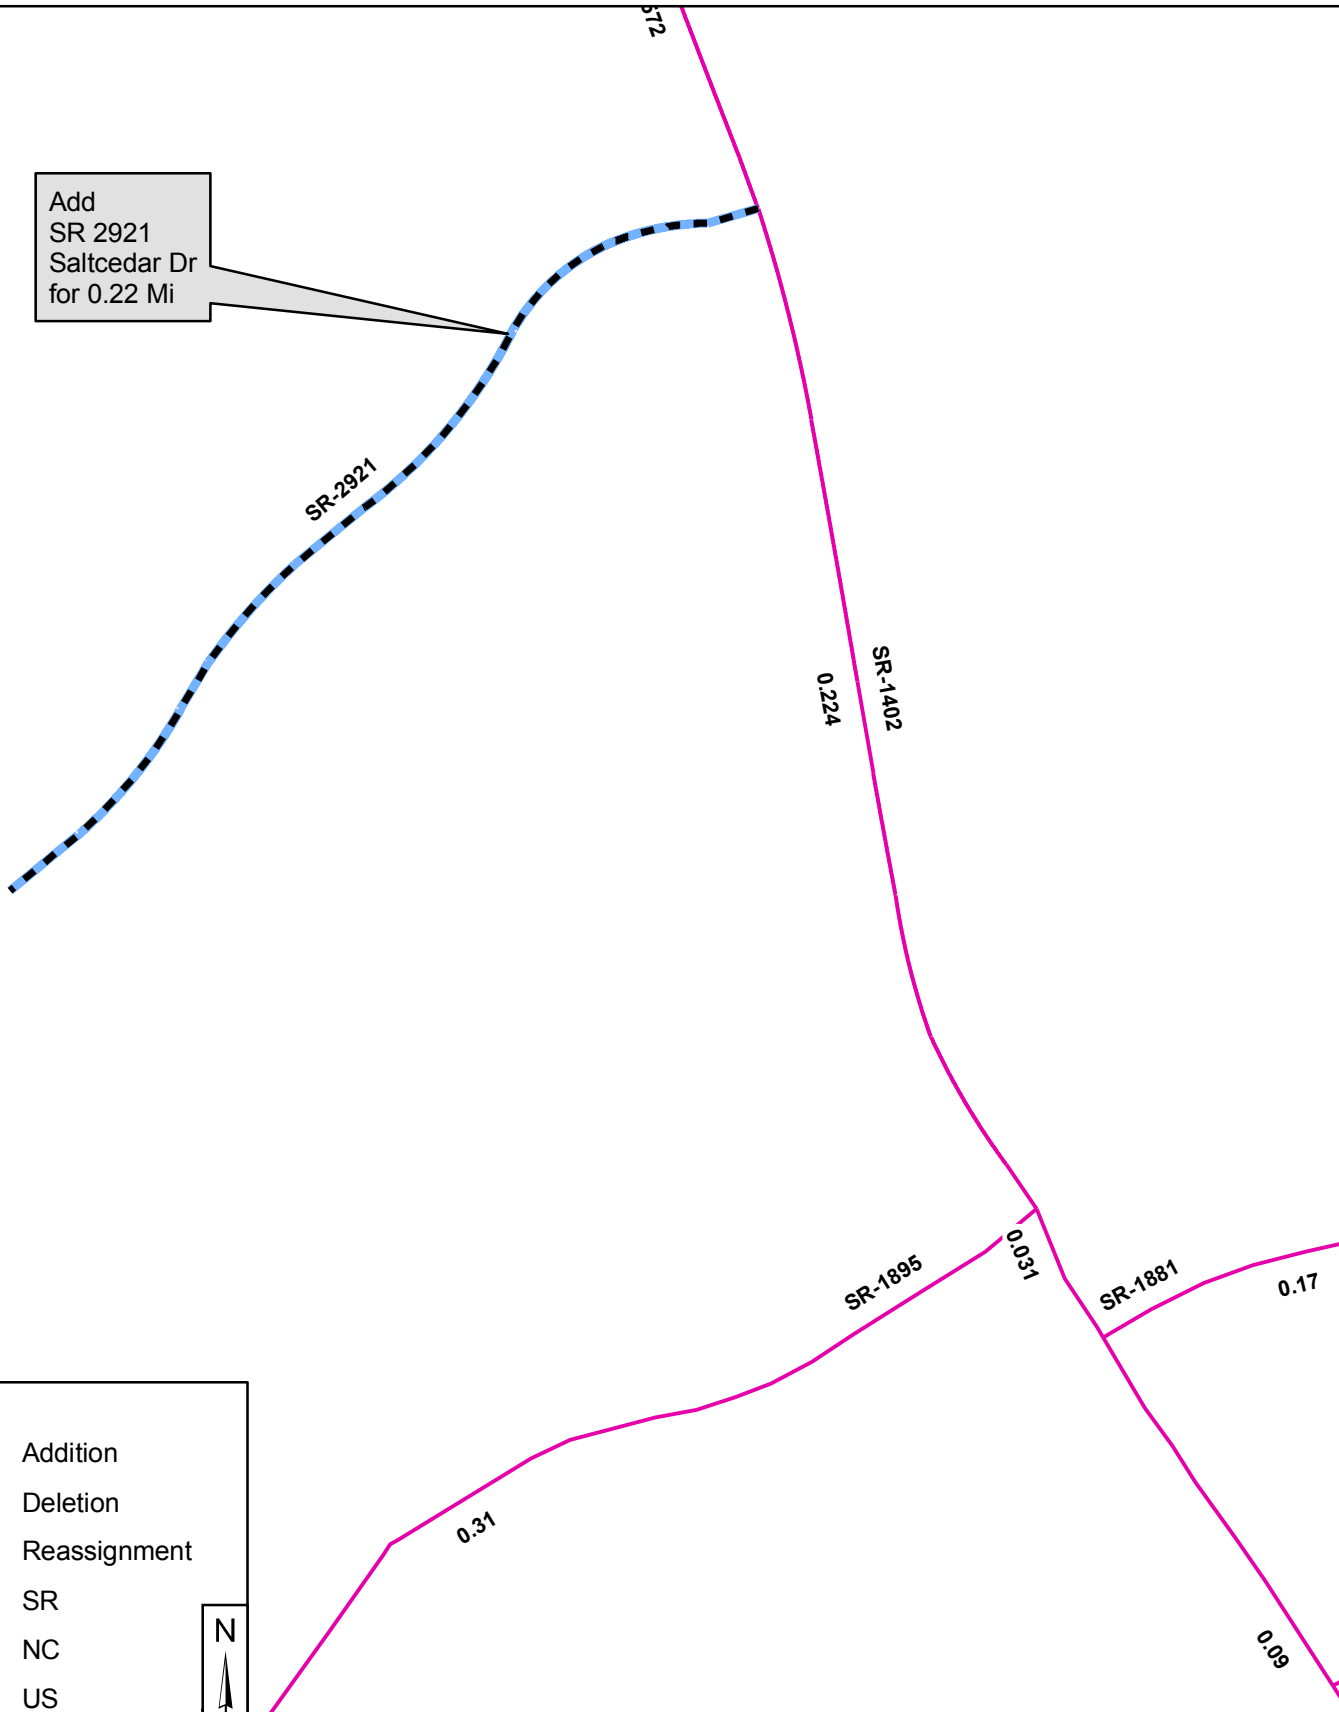 Add
SR 2921
Saltcedar Dr
for 0.22 Mi
SR-2921
SR-1402
0.224
0.031
SR-1895
SR-1881
0.17
0.31
0.09
Addition
Deletion
Reassignment
SR
NC
US
N